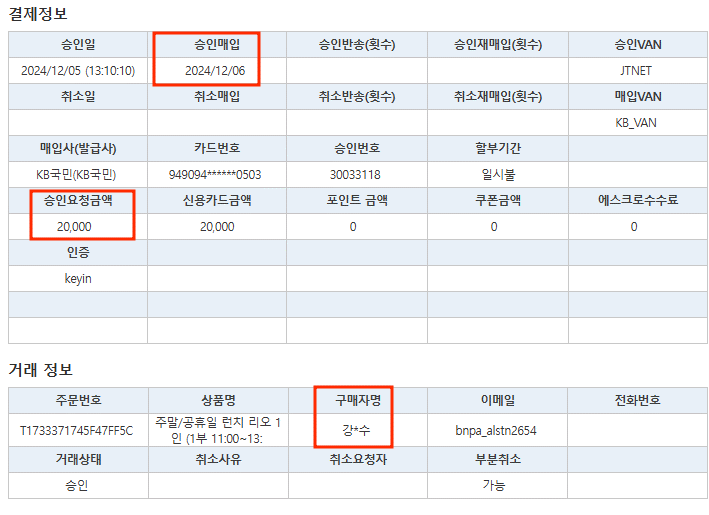 결제정보
승인일 승인매입 승인반송(횟수) 승인재매입(횟수) 승인VAN
2024/12/05 (13:10:10) 2024/12/06 JTNET
취소일 취소매입 취소반송(횟수) 취소재매입(횟수) 매입VAN
KB_VAN
매입사(발급사) 카드번호 승인번호 할부기간
KB국민(KB국민) 949094******0503 30033118 일시불
승인요청금액 신용카드금액 포인트 금액 쿠폰금액 에스크로수수료
20,000 20,000 0 0 0
인증
keyin
거래 정보
주문번호 상품명 구매자명 이메일 전화번호
T1733371745F47FF5C 주말/공휴일 런치 리오 1 강*수 bnpa_alstn2654
인 (1부 11:00~13:
거래상태 취소사유 취소요청자 부분취소
승인 가능